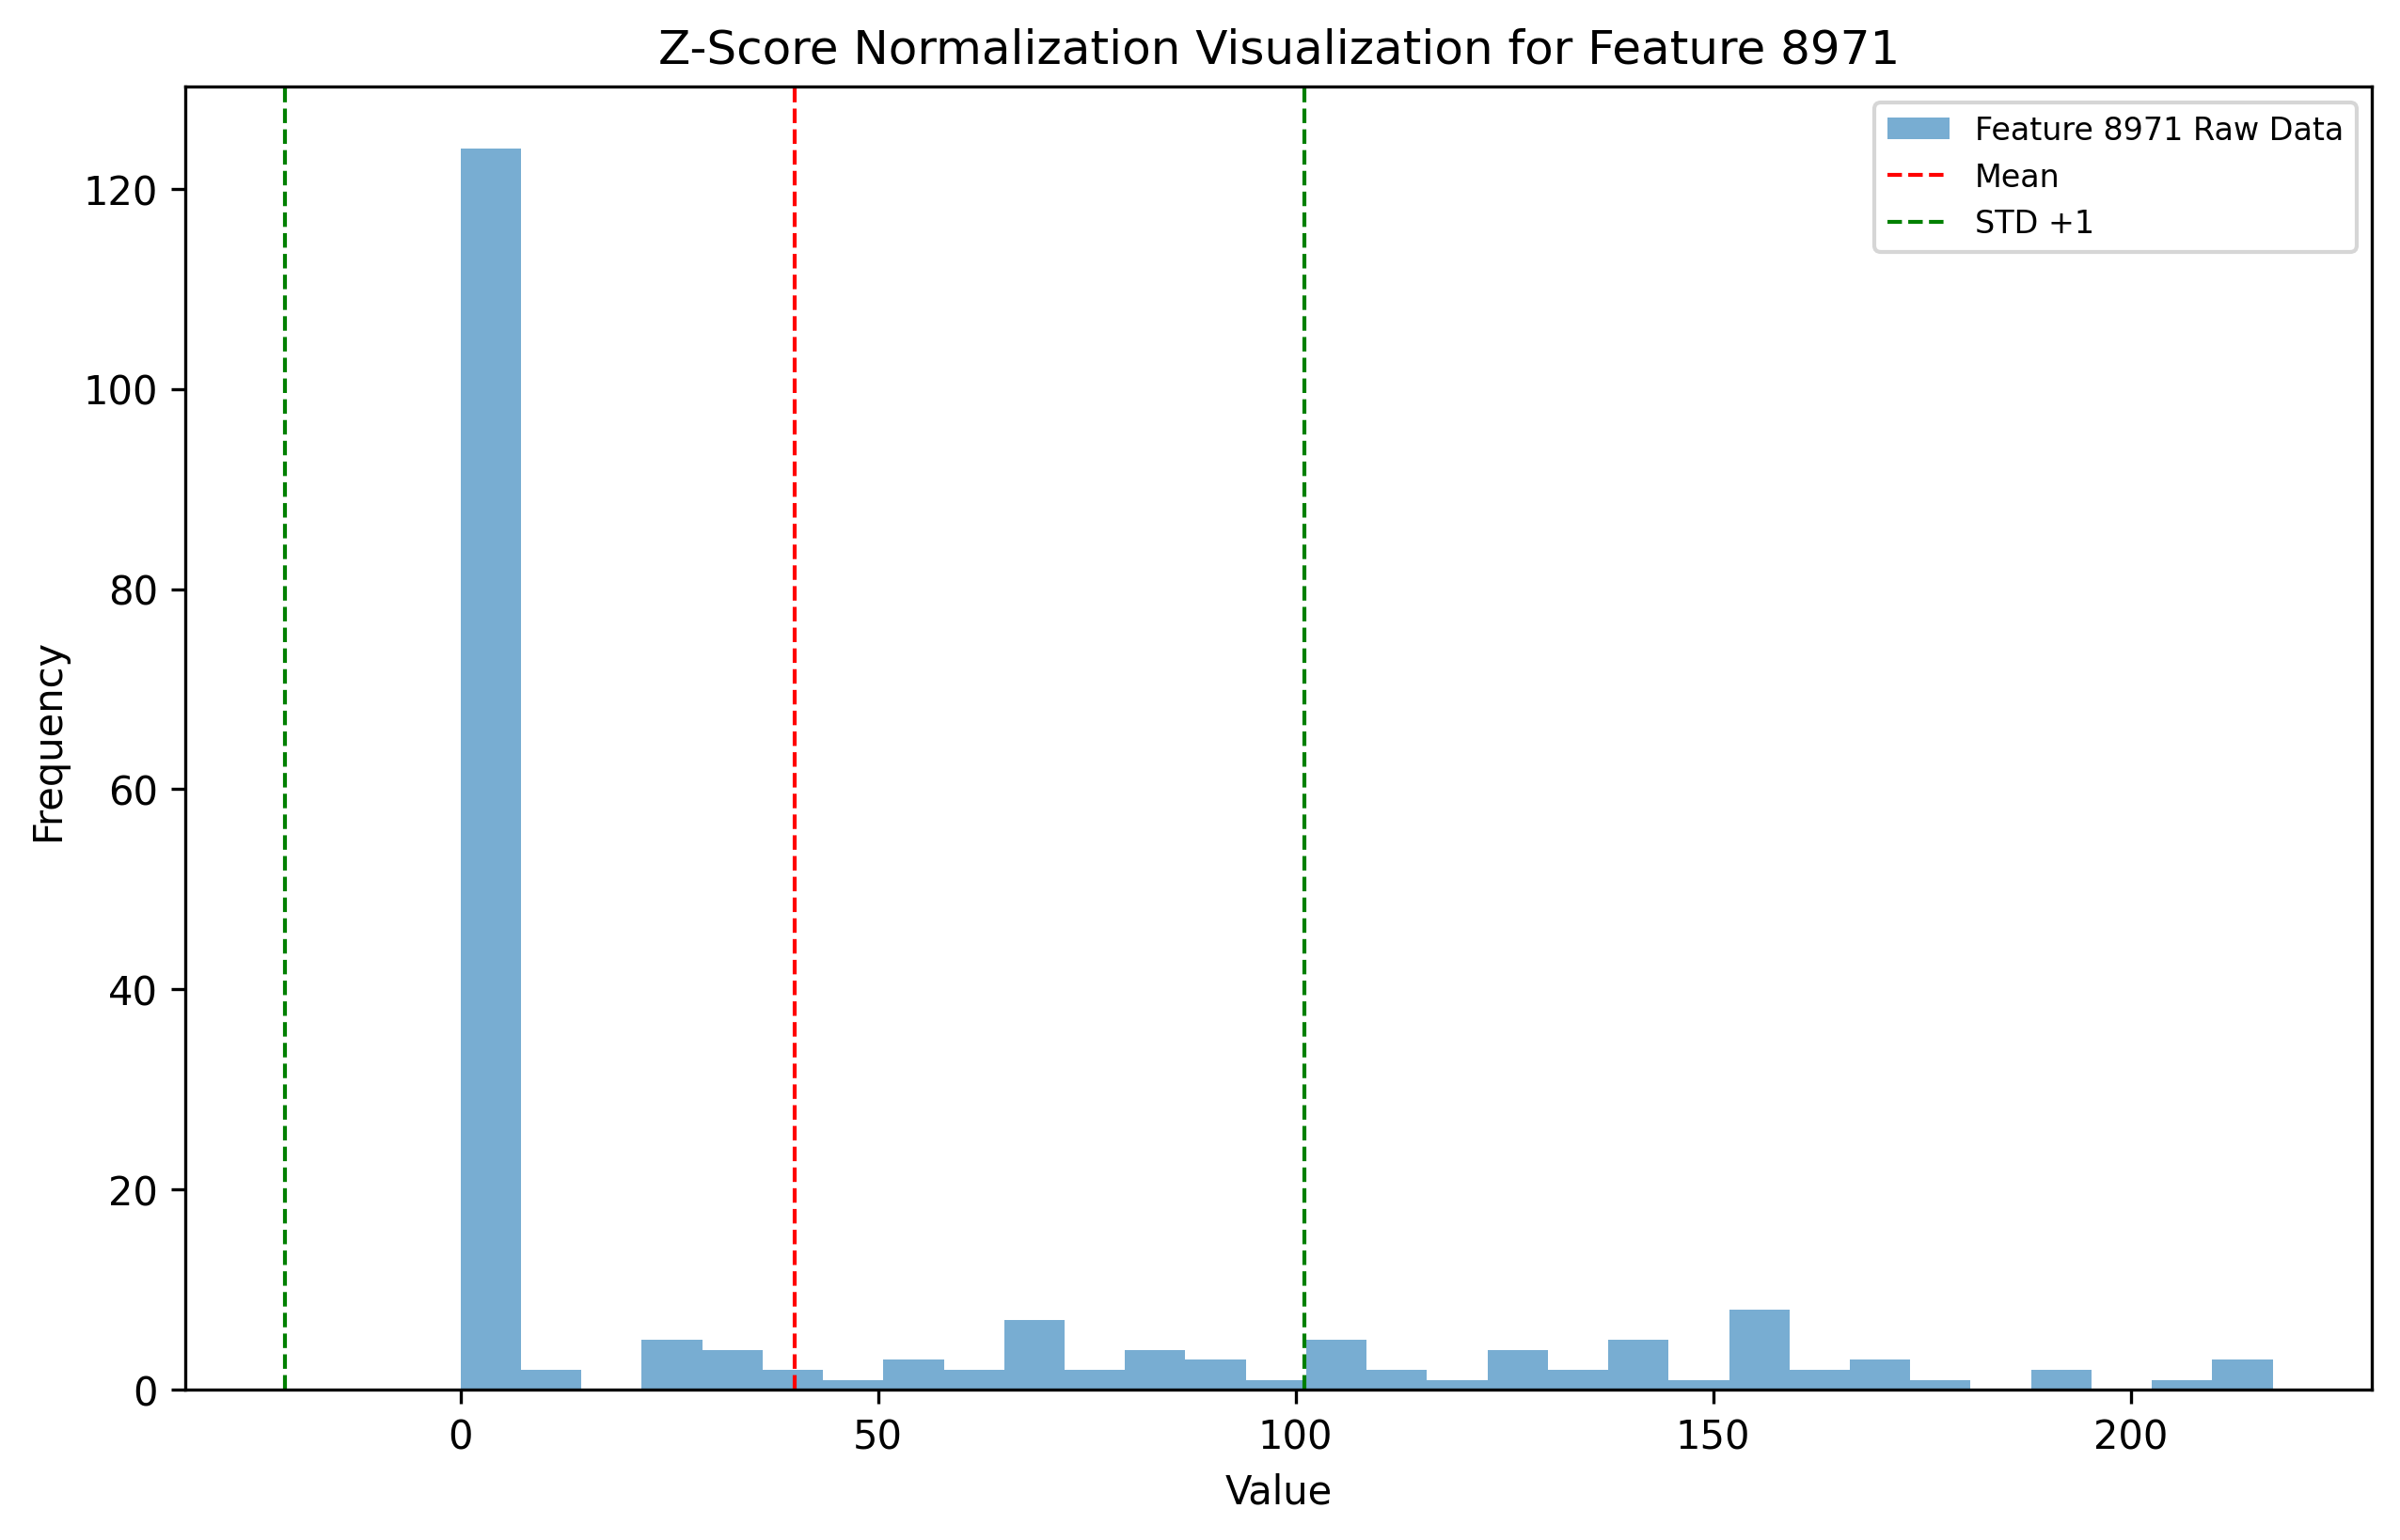 Z-Score Normalization Visualization for Feature 8971
Feature 8971 Raw Data
Mean
STD +1
120
100
80
60
40
20
0
Frequency
0 50 100 150 200
Value